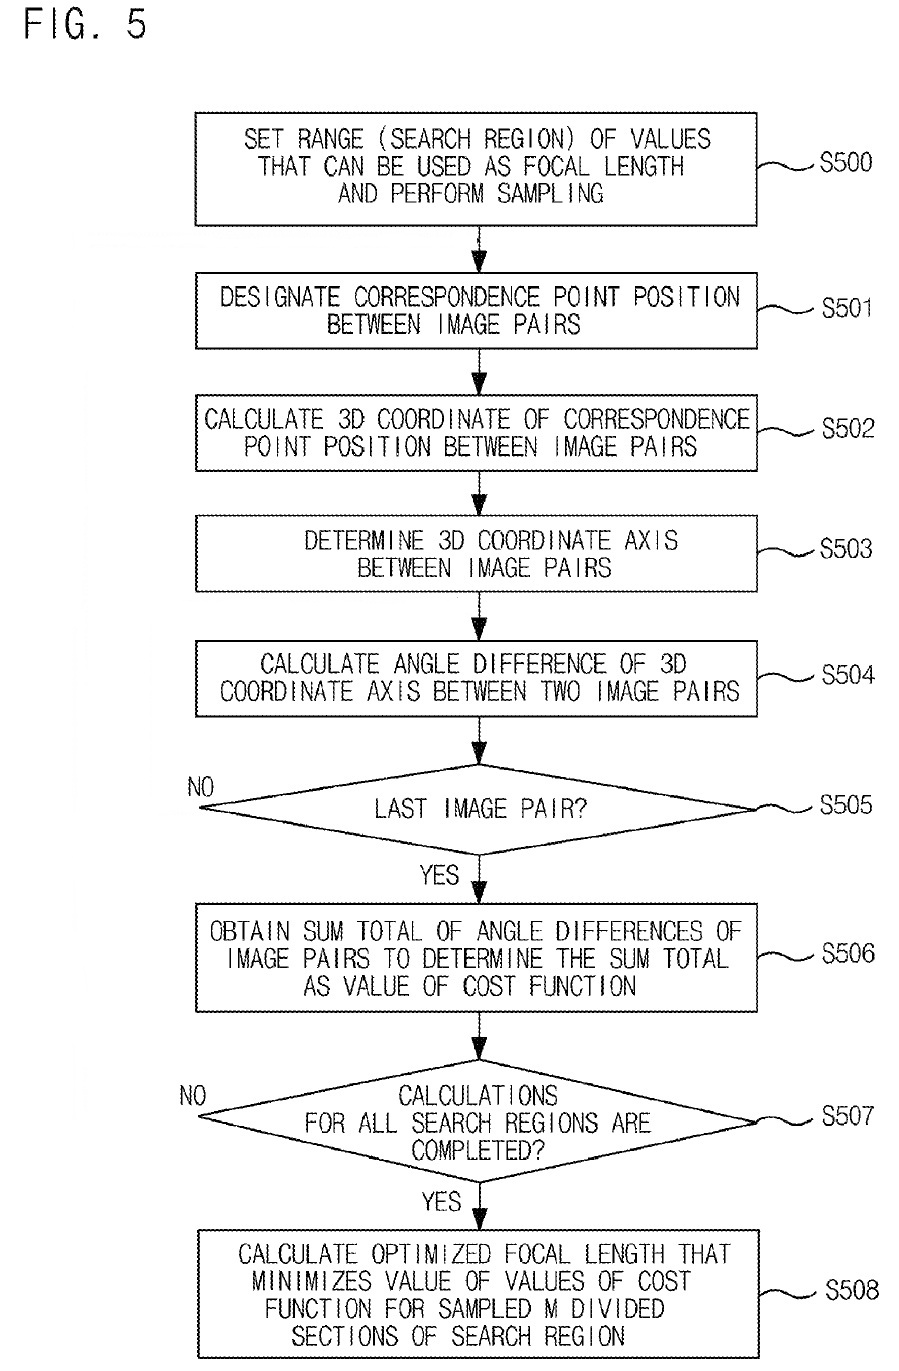 FIG. 5
SET RANGE (SEARCH REGION) OF VALUES
THAT CAN BE USED AS FOCAL LENGTH
AND PERFORM SAMPLING
S500
DESIGNATE CORRESPONDENCE POINT POSITION
BETWEEN IMAGE PAIRS
S501
CALCULATE 3D COORDINATE OF CORRESPONDENCE
POINT POSITION BETWEEN IMAGE PAIRS
S502
DETERMINE 3D COORDINATE AXIS
BETWEEN IMAGE PAIRS
S503
CALCULATE ANGLE DIFFERENCE OF 3D
COORDINATE AXIS BETWEEN TWO IMAGE PAIRS
S504
NO
LAST IMAGE PAIR?
S505
YES
OBTAIN SUM TOTAL OF ANGLE DIFFERENCES OF
IMAGE PAIRS TO DETERMINE THE SUM TOTAL
AS VALUE OF COST FUNCTION
S506
NO
CALCULATIONS
FOR ALL SEARCH REGIONS ARE
COMPLETED?
S507
YES
CALCULATE OPTIMIZED FOCAL LENGTH THAT
MINIMIZES VALUE OF VALUES OF COST
FUNCTION FOR SAMPLED M DIVIDED
SECTIONS OF SEARCH REGION
S508